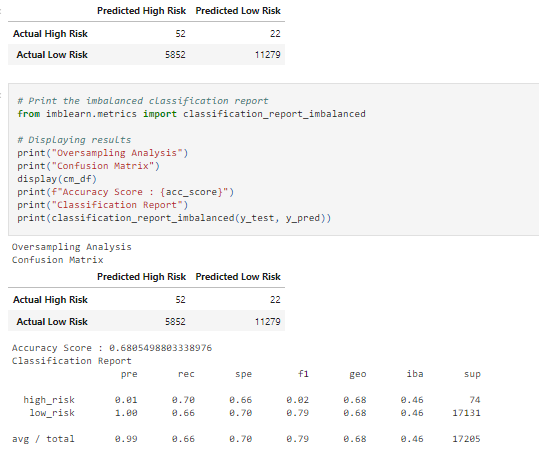 Predicted High Risk Predicted Low Risk
Actual High Risk 52 22
Actual Low Risk 5852 11279
# Print the imbalanced classification report
from imblearn.metrics import classification_report_imbalanced
# Displaying results
print("Oversampling Analysis")
print("Confusion Matrix")
display(cm_df)
print(f"Accuracy Score : {acc_score}")
print("Classification Report")
print(classification_report_imbalanced(y_test, y_pred))
Oversampling Analysis
Confusion Matrix
Predicted High Risk Predicted Low Risk
Actual High Risk 52 22
Actual Low Risk 5852 11279
Accuracy Score : 0.6805498803338976
Classification Report
pre rec spe f1 geo iba sup
high_risk 0.01 0.70 0.66 0.02 0.68 0.46 74
low_risk 1.00 0.66 0.70 0.79 0.68 0.46 17131
avg / total 0.99 0.66 0.70 0.79 0.68 0.46 17205